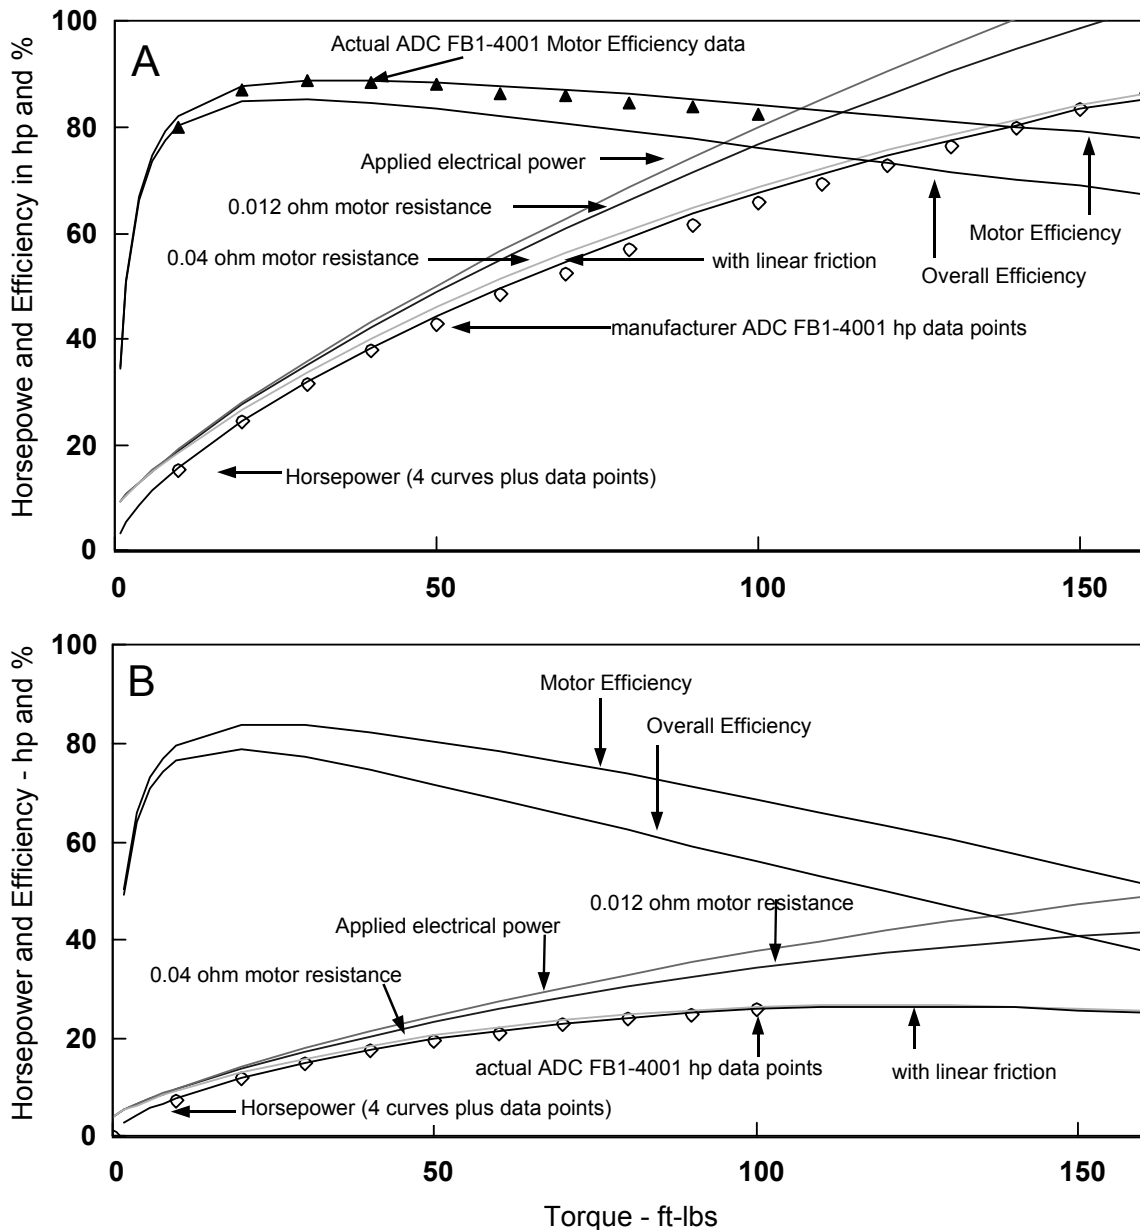 100
A
Actual ADC FB1-4001 Motor Efficiency data
80
Applied electrical power
0.012 ohm motor resistance
60
0.04 ohm motor resistance
with linear friction
Motor Efficiency
Overall Efficiency
40
manufacturer ADC FB1-4001 hp data points
20
Horsepower (4 curves plus data points)
0
Horsepowe and Efficiency in hp and %
0 50 100 150
100
B
Motor Efficiency
Overall Efficiency
80
60
0.012 ohm motor resistance
Applied electrical power
40
0.04 ohm motor resistance
20
actual ADC FB1-4001 hp data points
with linear friction
Horsepower (4 curves plus data points)
0
Horsepower and Efficiency - hp and %
0 50 100 150
Torque - ft-lbs